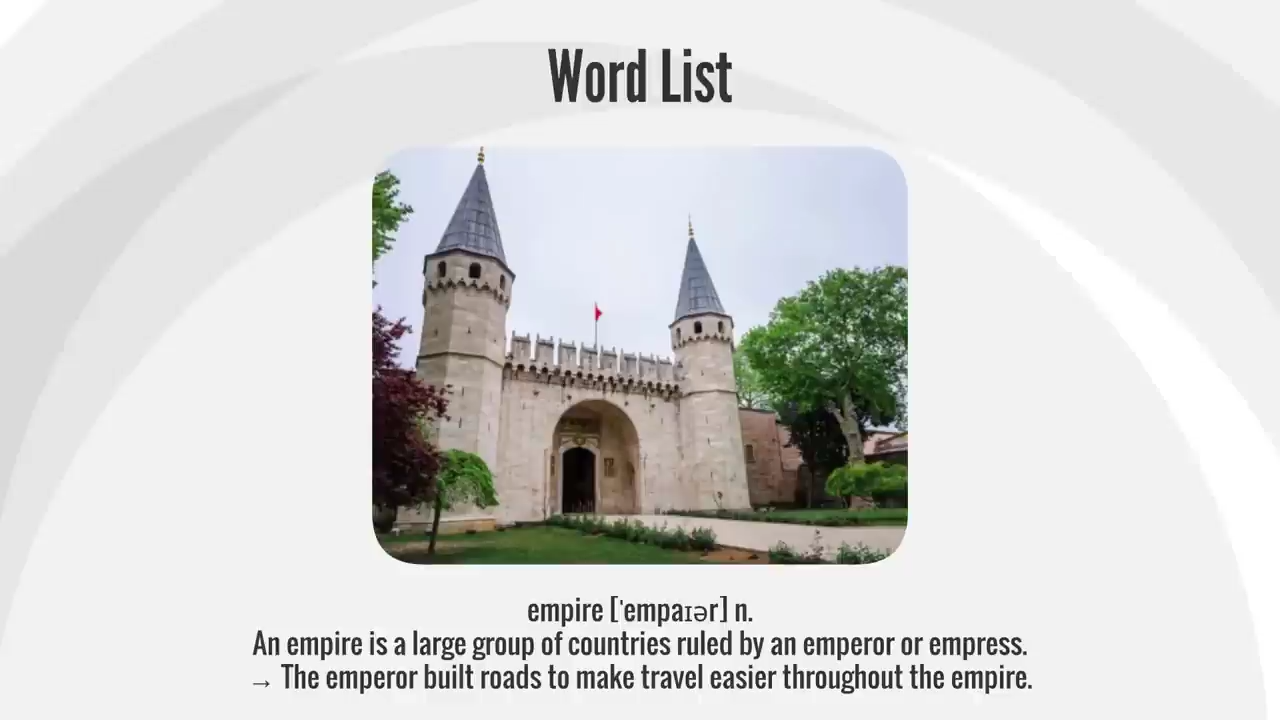 Word List
empire [ˈempaɪər] n.
An empire is a large group of countries ruled by an emperor or empress.
→ The emperor built roads to make travel easier throughout the empire.